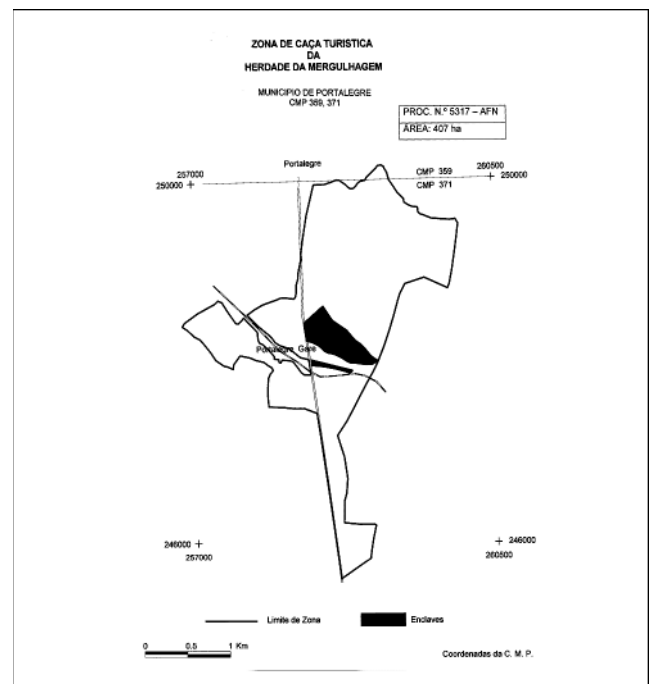 ZONA DE CAÇA TURISTICA
DA
HERDADE DA MERGULHAGEM
MUNICIPIO DE PORTALEGRE
CMP 359, 371
PROC. N.º 5317 – AFN
ÁREA: 407 ha
Portalegre
257000
250000
CMP 359
CMP 371
260500
250000
Portalegre Gare
246000
257000
246000
260500
Limite de Zona
Enclaves
0 0.5 1 Km
Coordenadas da C. M. P.